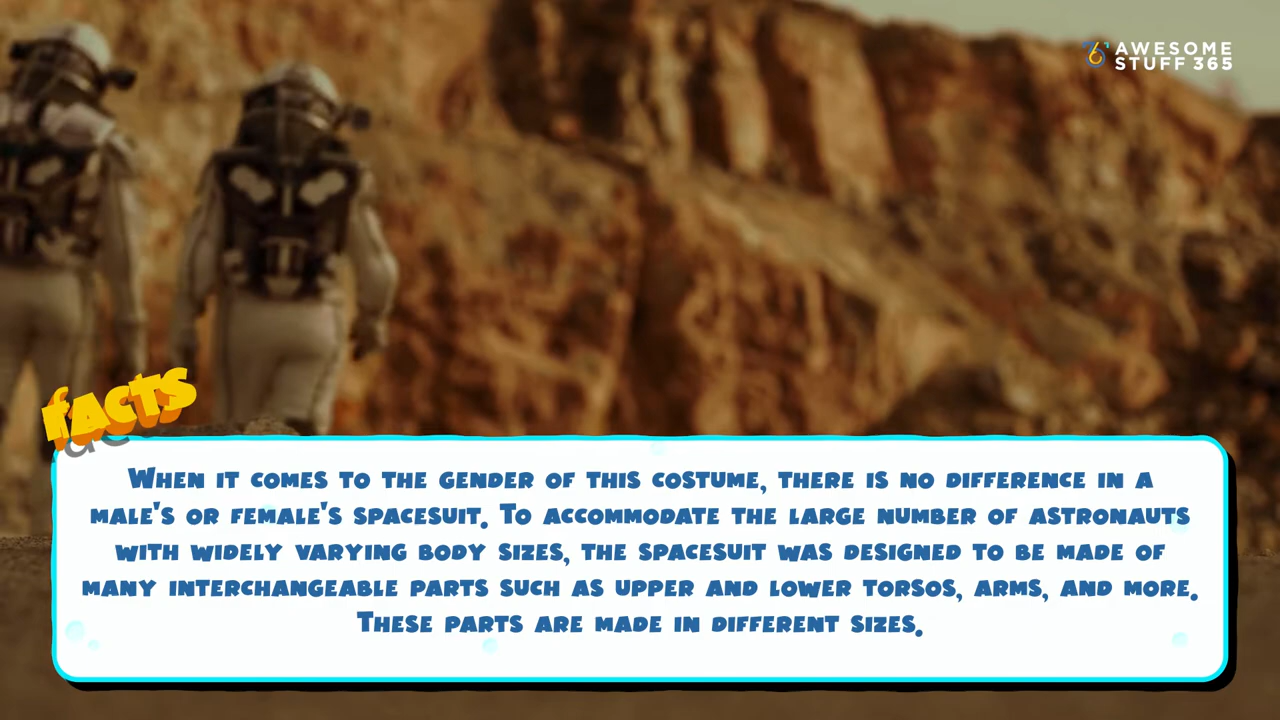 AWESOME
STUFF 365
FACTS
WHEN IT COMES TO THE GENDER OF THIS COSTUME, THERE IS NO DIFFERENCE IN A
MALE'S OR FEMALE'S SPACESUIT. TO ACCOMMODATE THE LARGE NUMBER OF ASTRONAUTS
WITH WIDELY VARYING BODY SIZES, THE SPACESUIT WAS DESIGNED TO BE MADE OF
MANY INTERCHANGEABLE PARTS SUCH AS UPPER AND LOWER TORSOS, ARMS, AND MORE.
THESE PARTS ARE MADE IN DIFFERENT SIZES.